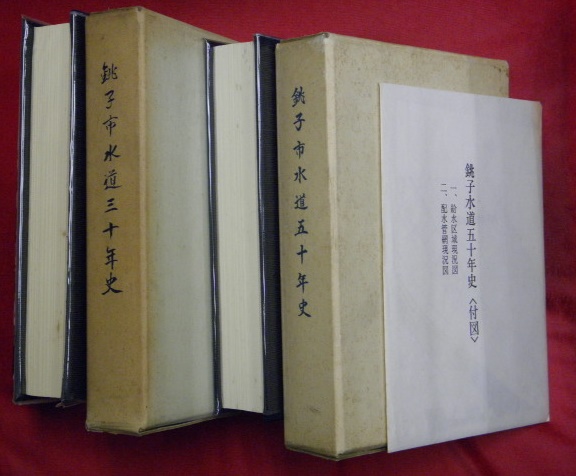 銚子市水道三十年史
銚子市水道五十年史
銚子水道五十年史〈付図〉
一、給水区域現況図
二、配水管網現況図